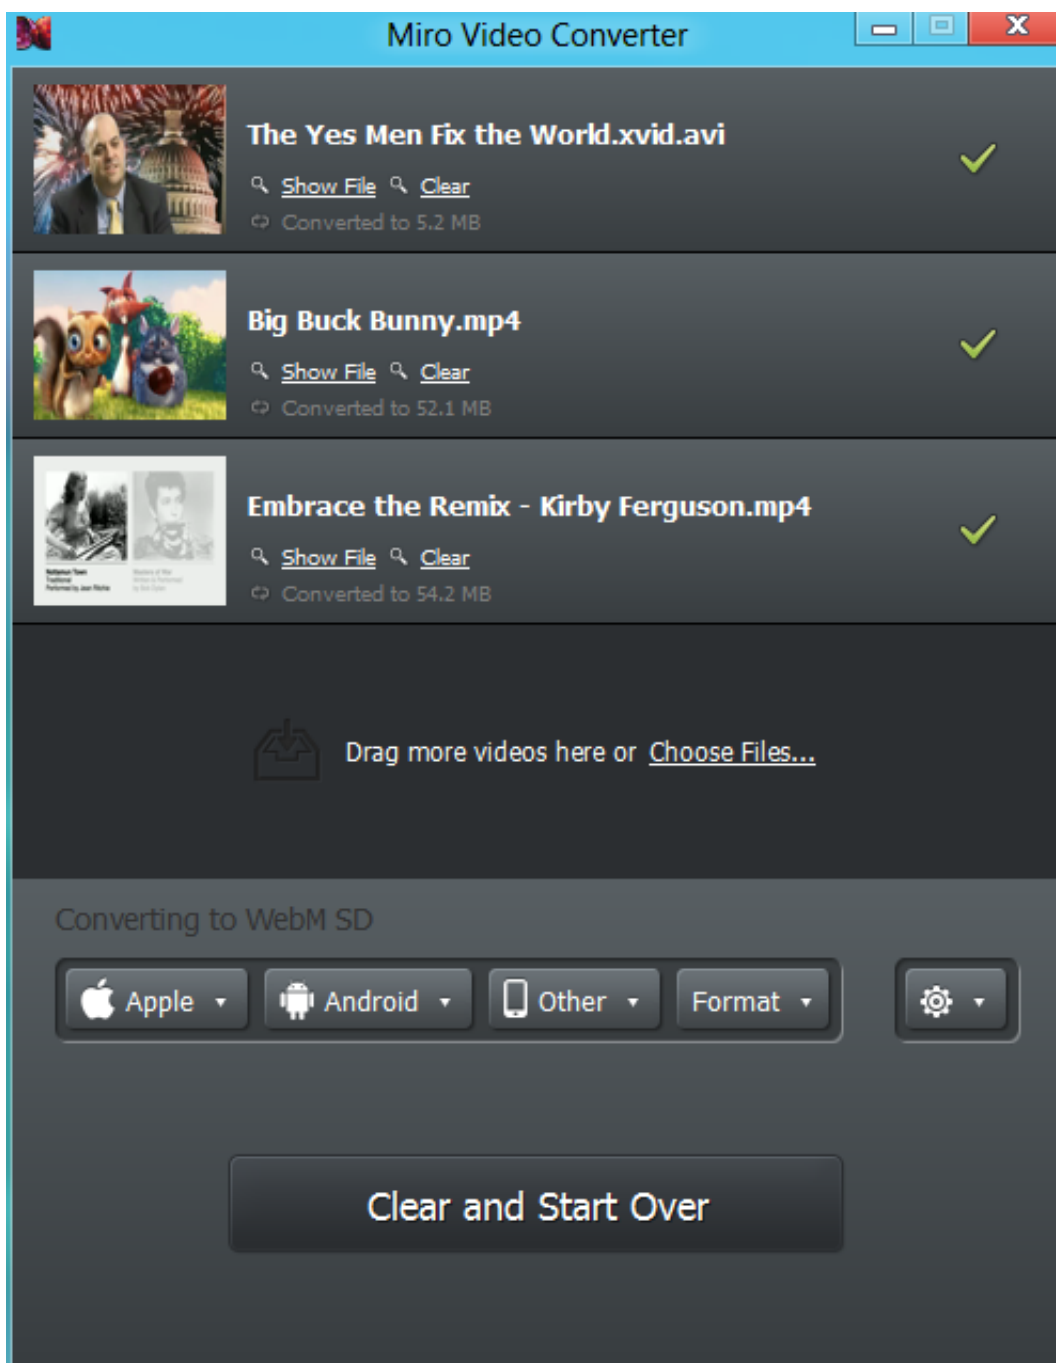 Miro Video Converter
The Yes Men Fix the World.xvid.avi
Show File Clear
Converted to 5.2 MB
Big Buck Bunny.mp4
Show File Clear
Converted to 52.1 MB
Embrace the Remix - Kirby Ferguson.mp4
Show File Clear
Converted to 54.2 MB
Drag more videos here or Choose Files...
Converting to WebM SD
Apple Android Other Format
Clear and Start Over